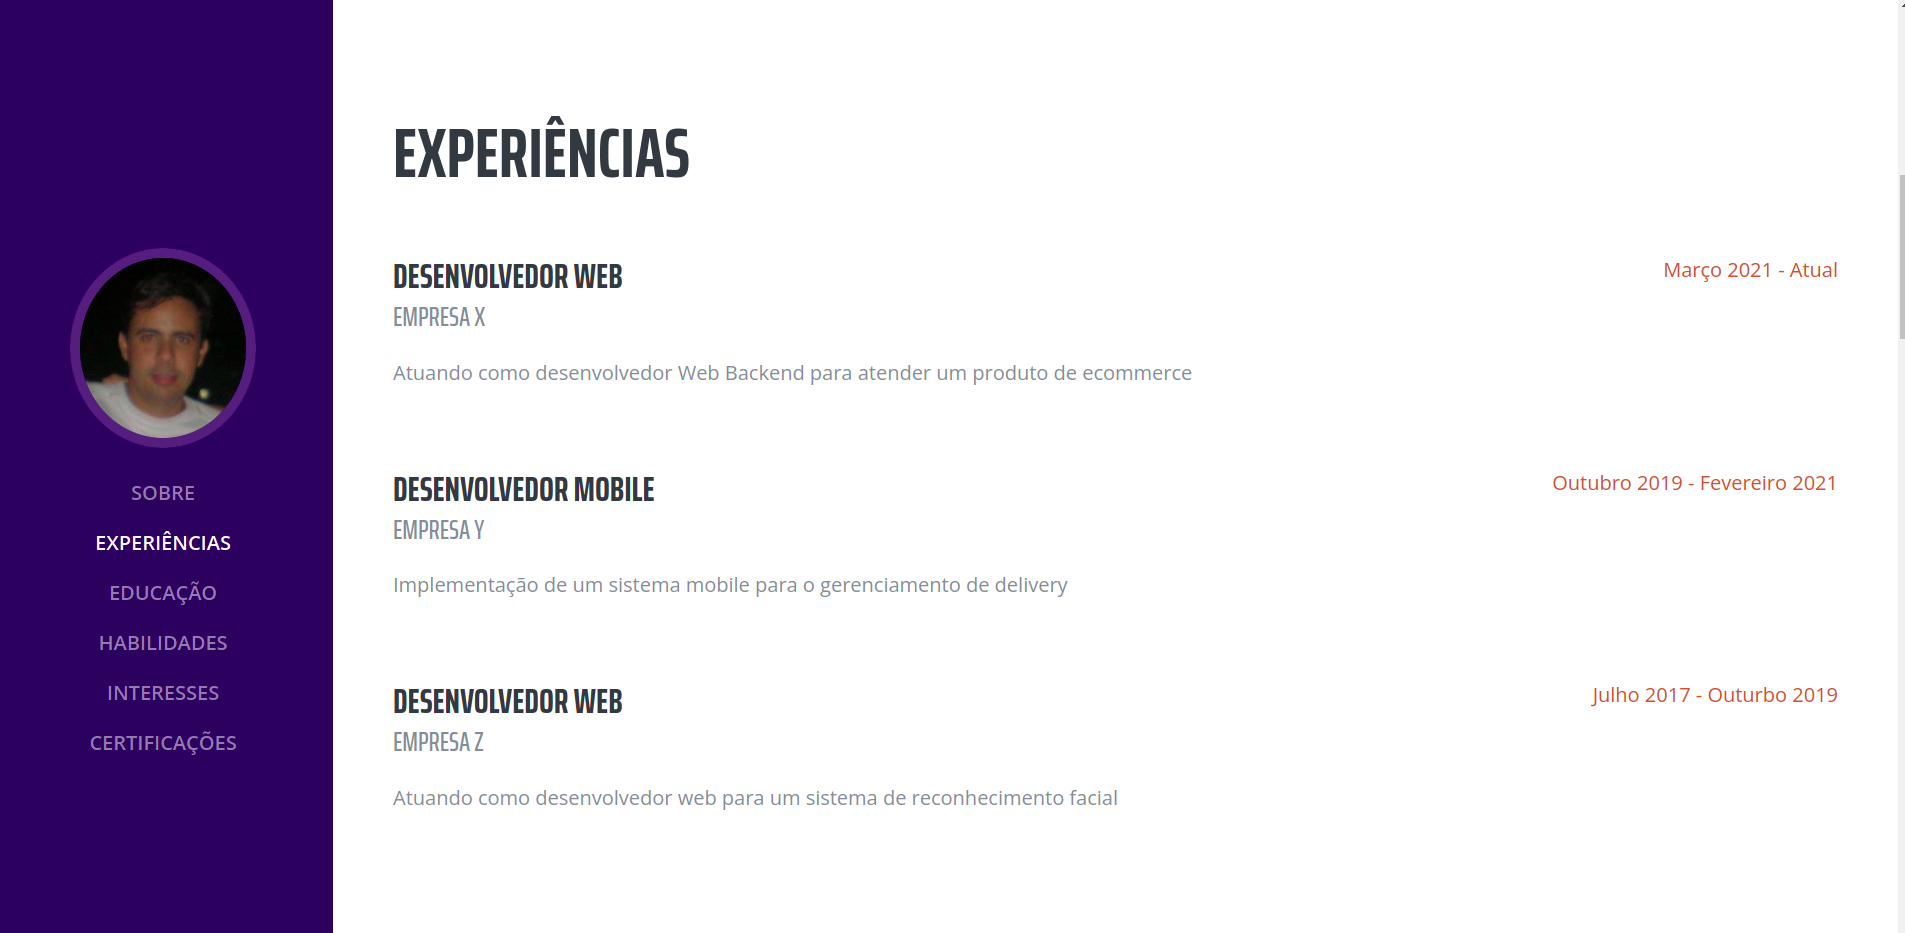 SOBRE
EXPERIÊNCIAS
EDUCAÇÃO
HABILIDADES
INTERESSES
CERTIFICAÇÕES
EXPERIÊNCIAS
DESENVOLVEDOR WEB
Março 2021 - Atual
EMPRESA X
Atuando como desenvolvedor Web Backend para atender um produto de ecommerce
DESENVOLVEDOR MOBILE
Outubro 2019 - Fevereiro 2021
EMPRESA Y
Implementação de um sistema mobile para o gerenciamento de delivery
DESENVOLVEDOR WEB
Julho 2017 - Outurbo 2019
EMPRESA Z
Atuando como desenvolvedor web para um sistema de reconhecimento facial